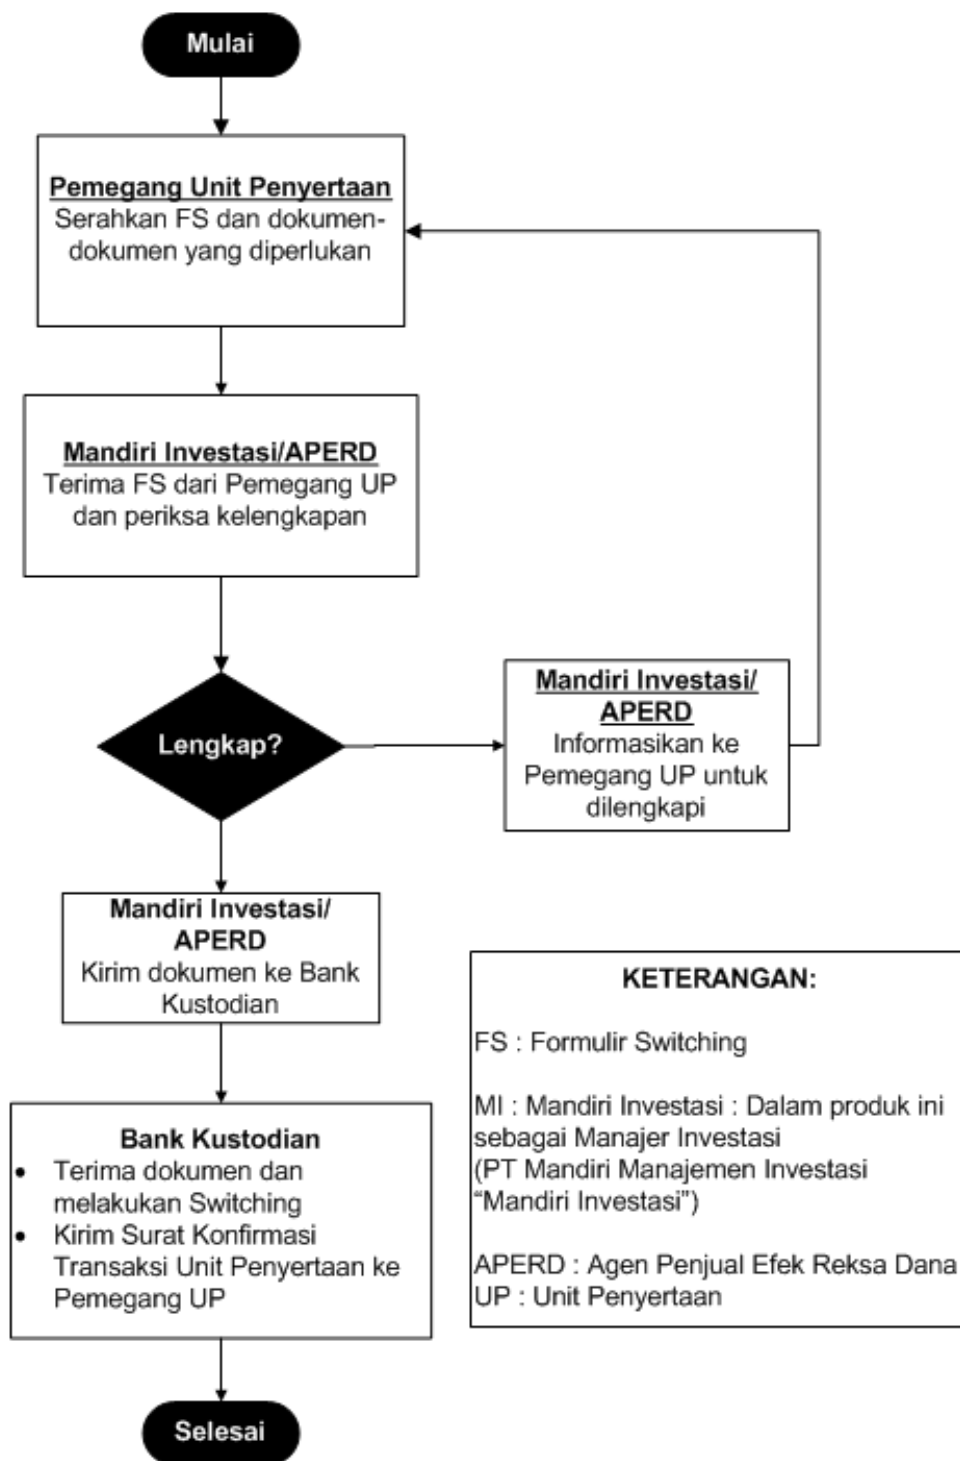 Mulai
Pemegang Unit Penyertaan
Serahkan FS dan dokumen-
dokumen yang diperlukan
Mandiri Investasi/APERD
Terima FS dari Pemegang UP
dan periksa kelengkapan
Lengkap?
Mandiri Investasi/
APERD
Informasikan ke
Pemegang UP untuk
dilengkapi
Mandiri Investasi/
APERD
Kirim dokumen ke Bank
Kustodian
Bank Kustodian
• Terima dokumen dan
melakukan Switching
• Kirim Surat Konfirmasi
Transaksi Unit Penyertaan ke
Pemegang UP
Selesai
KETERANGAN:
FS : Formulir Switching
MI : Mandiri Investasi : Dalam produk ini
sebagai Manajer Investasi
(PT Mandiri Manajemen Investasi
“Mandiri Investasi”)
APERD : Agen Penjual Efek Reksa Dana
UP : Unit Penyertaan